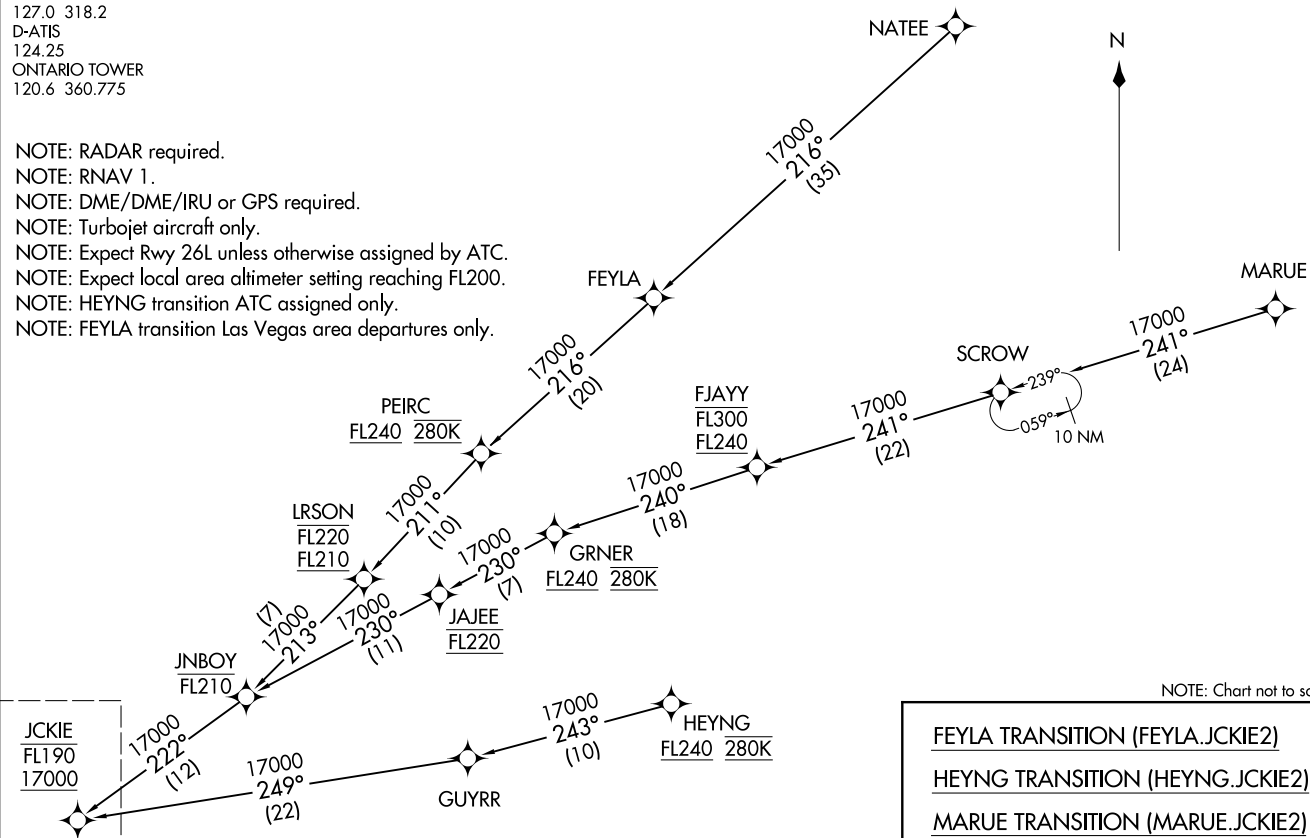 127.0 318.2
D-ATIS
124.25
ONTARIO TOWER
120.6 360.775
NOTE: RADAR required.
NOTE: RNAV 1.
NOTE: DME/DME/IRU or GPS required.
NOTE: Turbojet aircraft only.
NOTE: Expect Rwy 26L unless otherwise assigned by ATC.
NOTE: Expect local area altimeter setting reaching FL200.
NOTE: HEYNG transition ATC assigned only.
NOTE: FEYLA transition Las Vegas area departures only.
NATEE
N
17000
216°
(35)
FEYLA
MARUE
17000
241°
(24)
SCROW
239°
059°
10 NM
17000
216°
(20)
PEIRC
FL240 280K
FJAYY
FL300
FL240
17000
241°
(22)
17000
211°
(10)
17000
240°
(18)
LRSON
FL220
FL210
GRNER
FL240 280K
17000
230°
(7)
JAJEE
FL220
(7)
17000
213°
17000
230°
(11)
JNBOY
FL210
HEYNG
FL240 280K
17000
243°
(10)
GUYRR
17000
222°
(12)
17000
249°
(22)
JCKIE
FL190
17000
NOTE: Chart not to sc
FEYLA TRANSITION (FEYLA.JCKIE2)
HEYNG TRANSITION (HEYNG.JCKIE2)
MARUE TRANSITION (MARUE.JCKIE2)